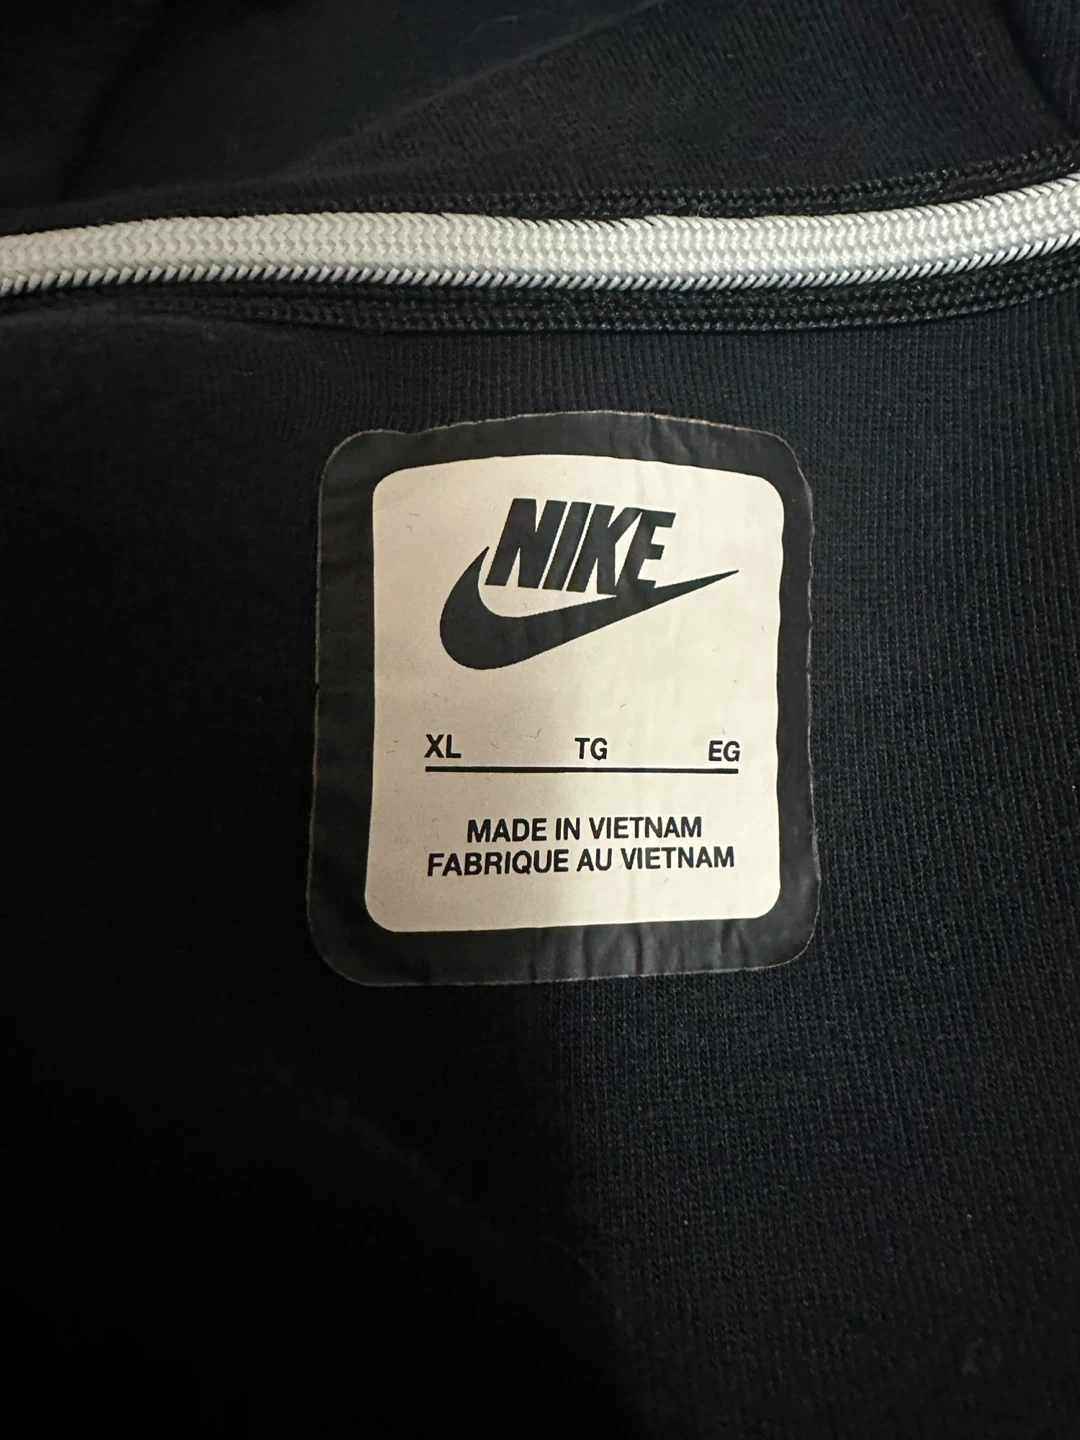 NIKE
XL TG EG
MADE IN VIETNAM
FABRIQUE AU VIETNAM